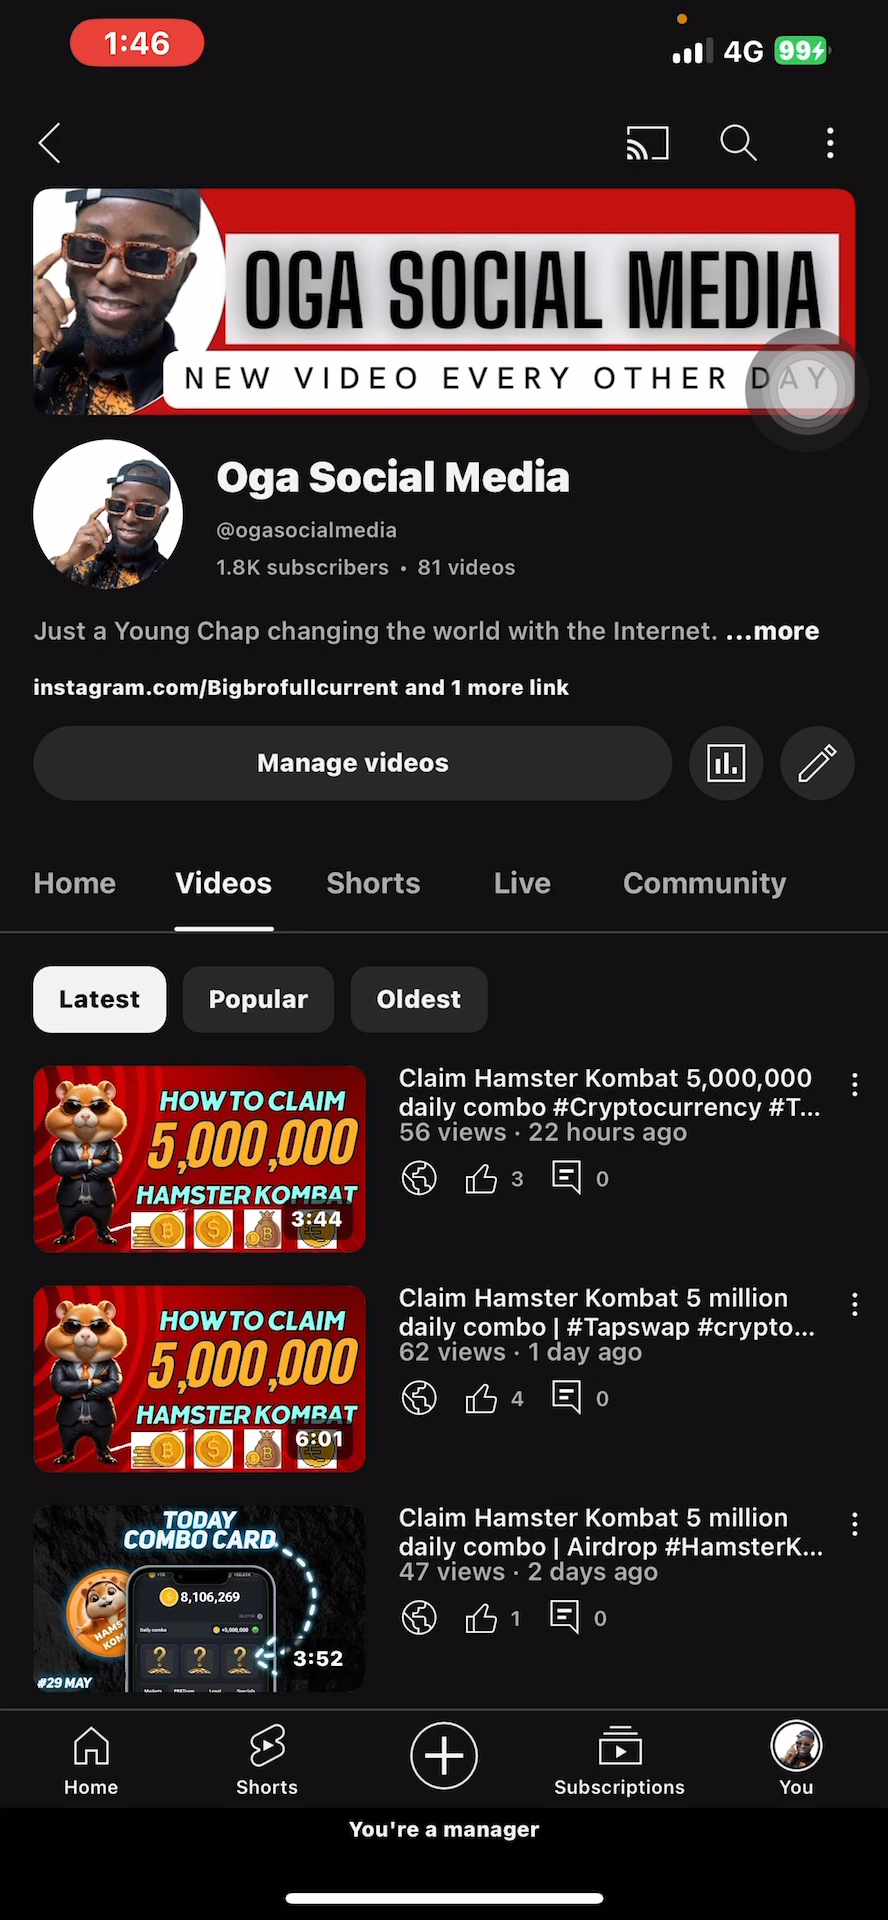 1:46
4G 99
OGA SOCIAL MEDIA
NEW VIDEO EVERY OTHER DAY
Oga Social Media
@ogasocialmedia
1.8K subscribers • 81 videos
Just a Young Chap changing the world with the Internet. ...more
instagram.com/Bigbrofullcurrent and 1 more link
Manage videos
Home Videos Shorts Live Community
Latest Popular Oldest
HOW TO CLAIM
5,000,000
HAMSTER KOMBAT
3:44
Claim Hamster Kombat 5,000,000
daily combo #Cryptocurrency #T...
56 views · 22 hours ago
3 0
HOW TO CLAIM
5,000,000
HAMSTER KOMBAT
6:01
Claim Hamster Kombat 5 million
daily combo | #Tapswap #crypto...
62 views · 1 day ago
4 0
TODAY
COMBO CARD
8,106,269
Daily combo +5,000,000
? ? ?
3:52
#29 MAY
Claim Hamster Kombat 5 million
daily combo | Airdrop #HamsterK...
47 views · 2 days ago
1 0
Home Shorts Subscriptions You
You're a manager